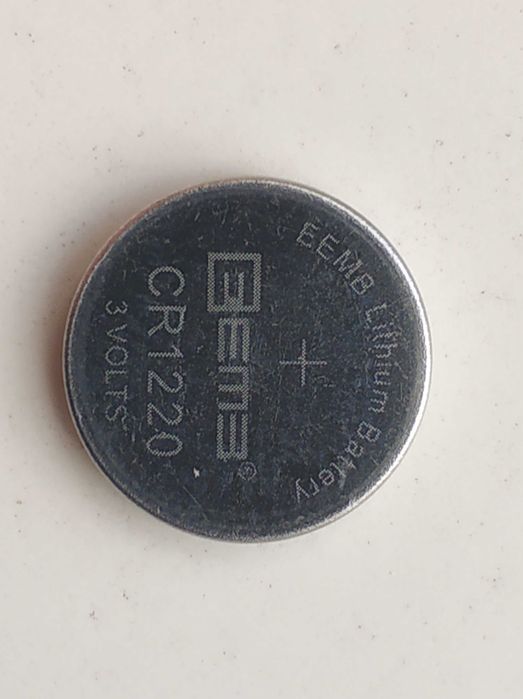 EEMB Lithium Battery
+
EEMB®
CR1220
3 VOLTS